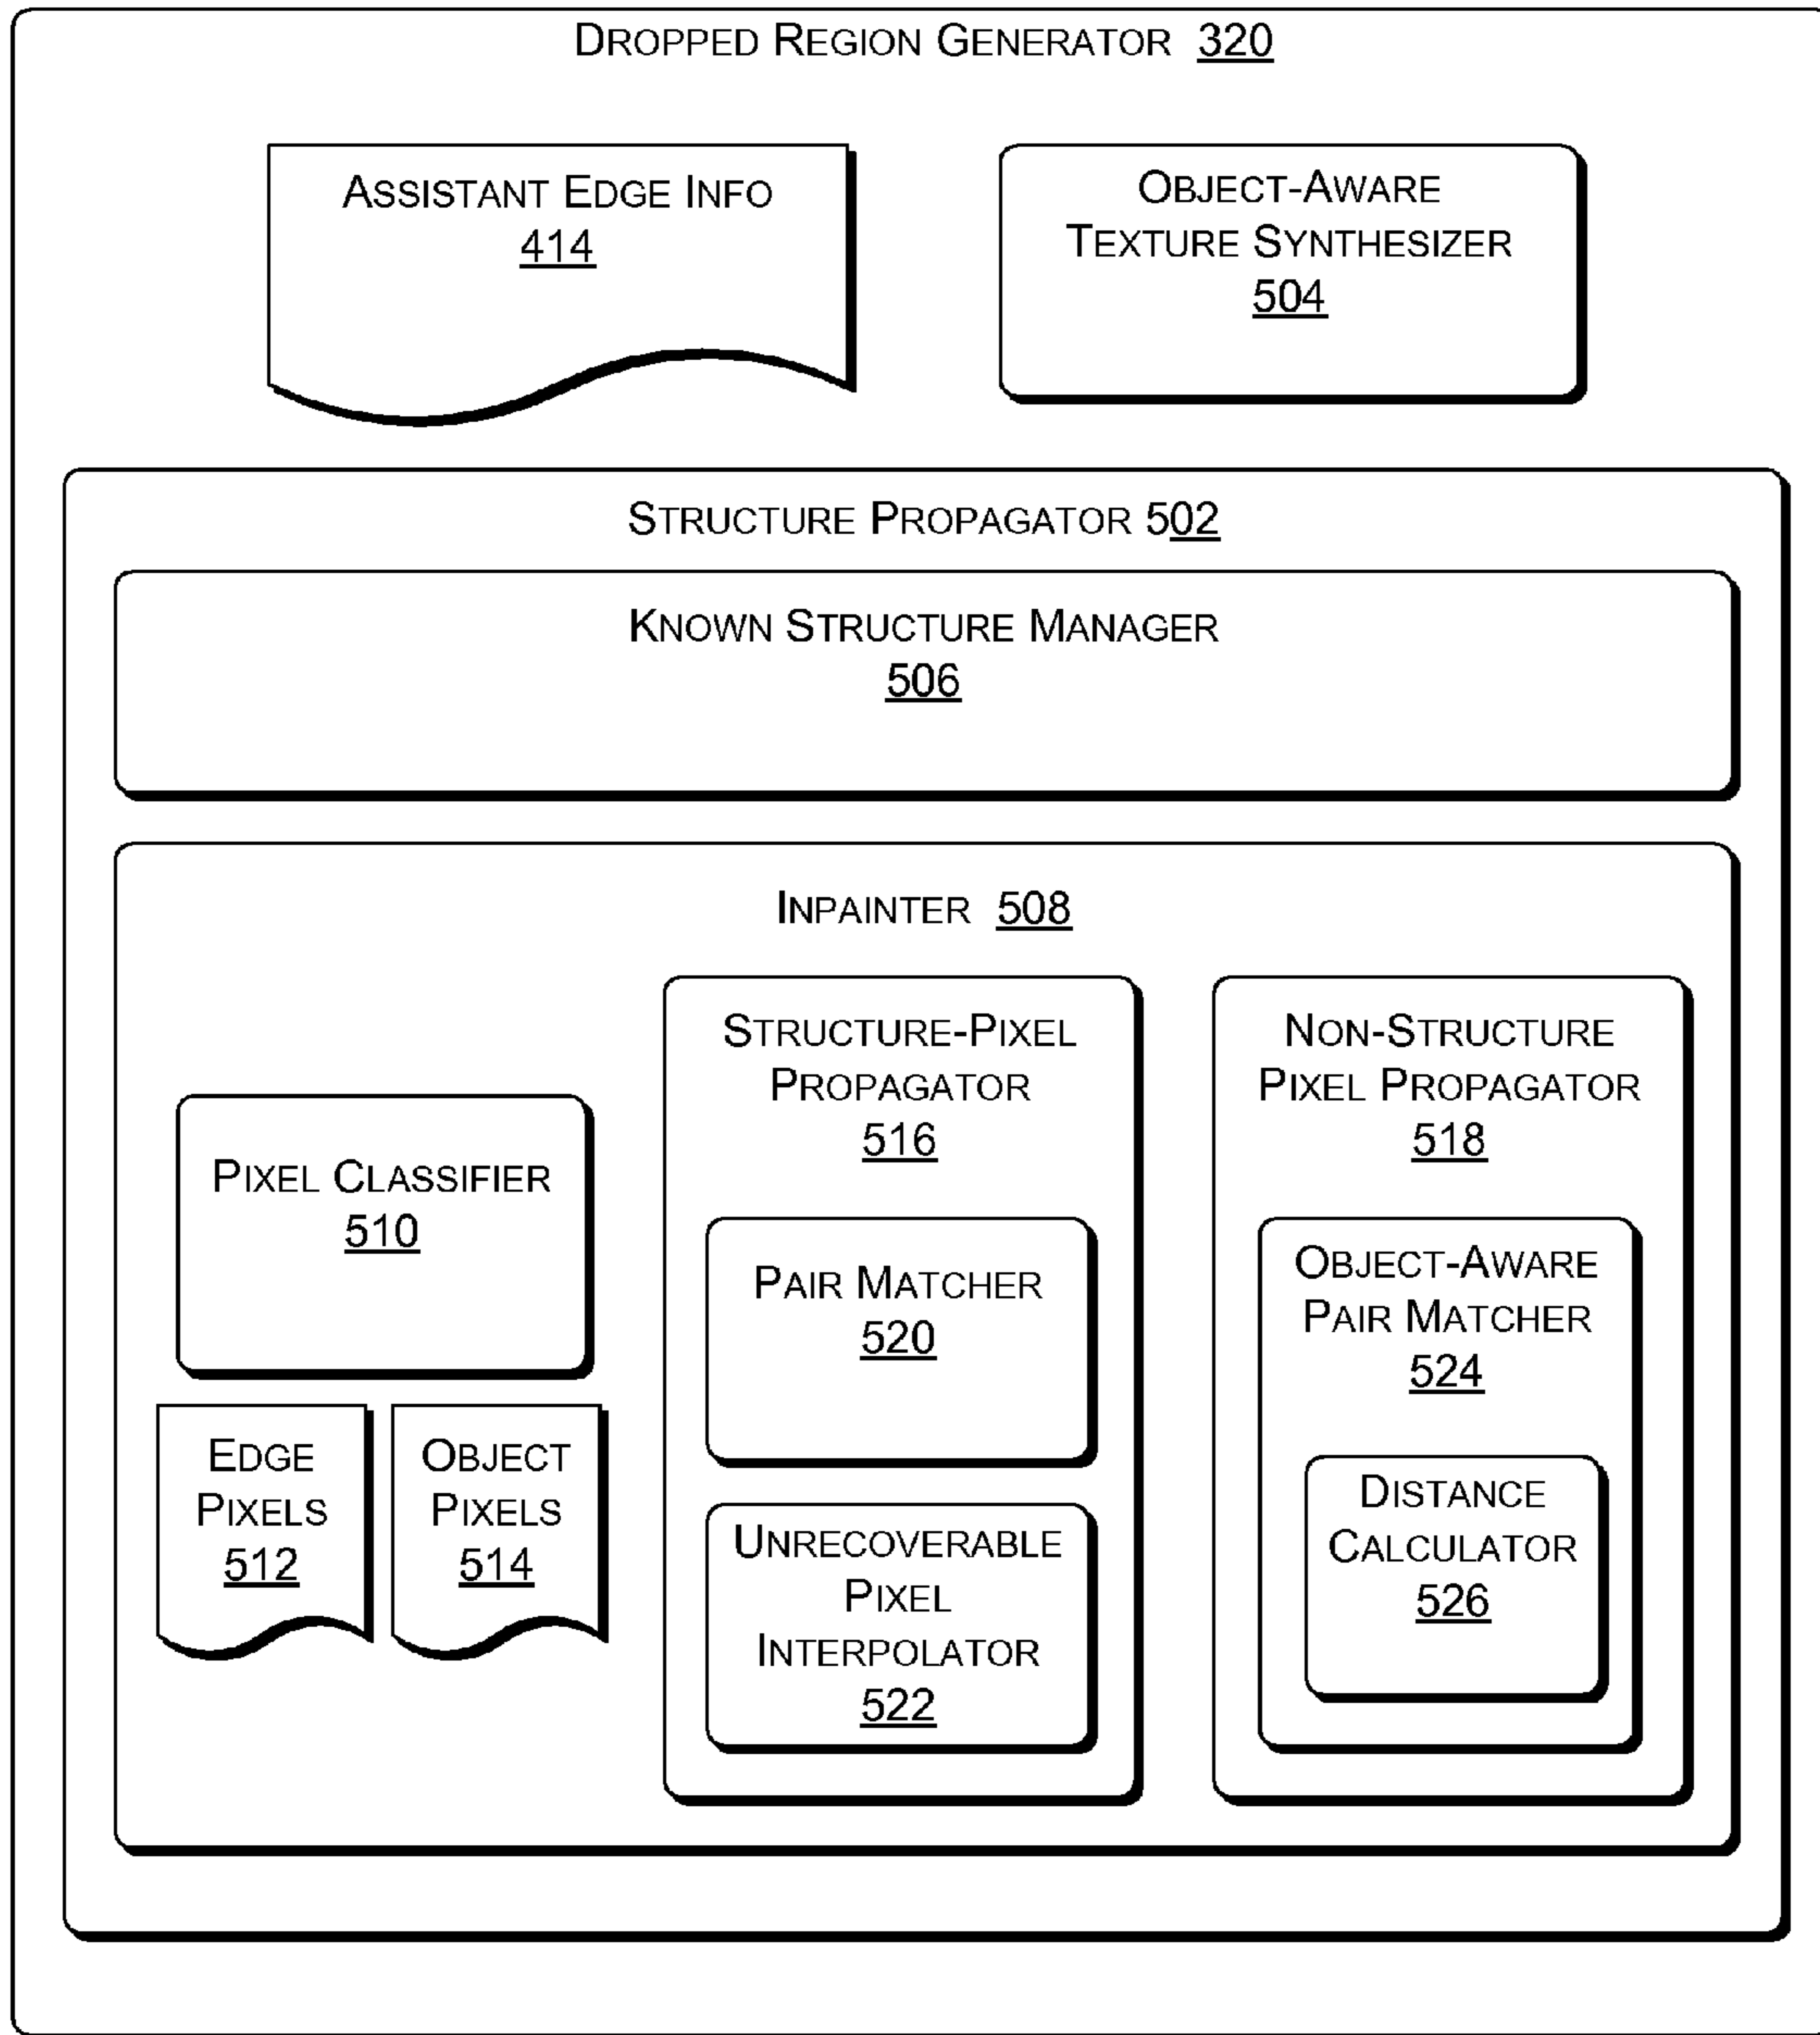 DROPPED REGION GENERATOR 320
ASSISTANT EDGE INFO
414
OBJECT-AWARE
TEXTURE SYNTHESIZER
504
STRUCTURE PROPAGATOR 502
KNOWN STRUCTURE MANAGER
506
INPAINTER 508
PIXEL CLASSIFIER
510
EDGE
PIXELS
512
OBJECT
PIXELS
514
STRUCTURE-PIXEL
PROPAGATOR
516
PAIR MATCHER
520
UNRECOVERABLE
PIXEL
INTERPOLATOR
522
NON-STRUCTURE
PIXEL PROPAGATOR
518
OBJECT-AWARE
PAIR MATCHER
524
DISTANCE
CALCULATOR
526